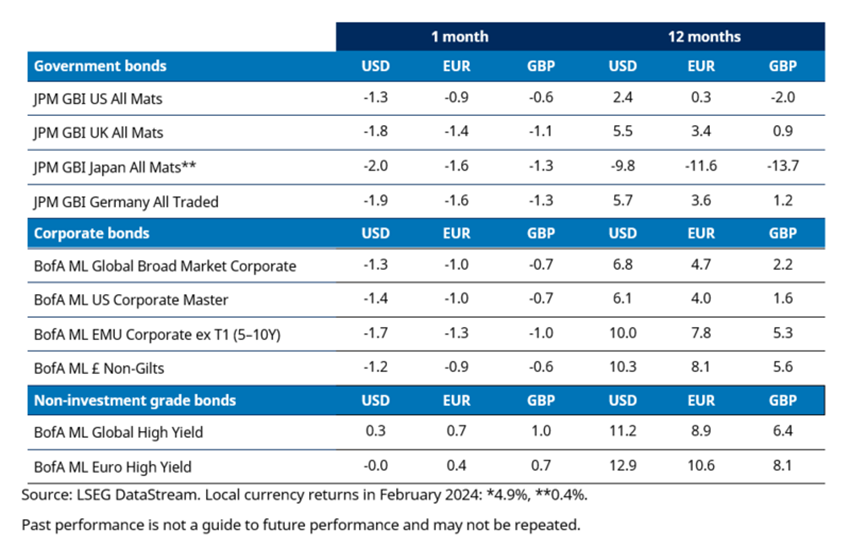 1 month 12 months
Government bonds USD EUR GBP USD EUR GBP
JPM GBI US All Mats -1.3 -0.9 -0.6 2.4 0.3 -2.0
JPM GBI UK All Mats -1.8 -1.4 -1.1 5.5 3.4 0.9
JPM GBI Japan All Mats** -2.0 -1.6 -1.3 -9.8 -11.6 -13.7
JPM GBI Germany All Traded -1.9 -1.6 -1.3 5.7 3.6 1.2
Corporate bonds USD EUR GBP USD EUR GBP
BofA ML Global Broad Market Corporate -1.3 -1.0 -0.7 6.8 4.7 2.2
BofA ML US Corporate Master -1.4 -1.0 -0.7 6.1 4.0 1.6
BofA ML EMU Corporate ex T1 (5–10Y) -1.7 -1.3 -1.0 10.0 7.8 5.3
BofA ML £ Non-Gilts -1.2 -0.9 -0.6 10.3 8.1 5.6
Non-investment grade bonds USD EUR GBP USD EUR GBP
BofA ML Global High Yield 0.3 0.7 1.0 11.2 8.9 6.4
BofA ML Euro High Yield -0.0 0.4 0.7 12.9 10.6 8.1
Source: LSEG DataStream. Local currency returns in February 2024: *4.9%, **0.4%.
Past performance is not a guide to future performance and may not be repeated.